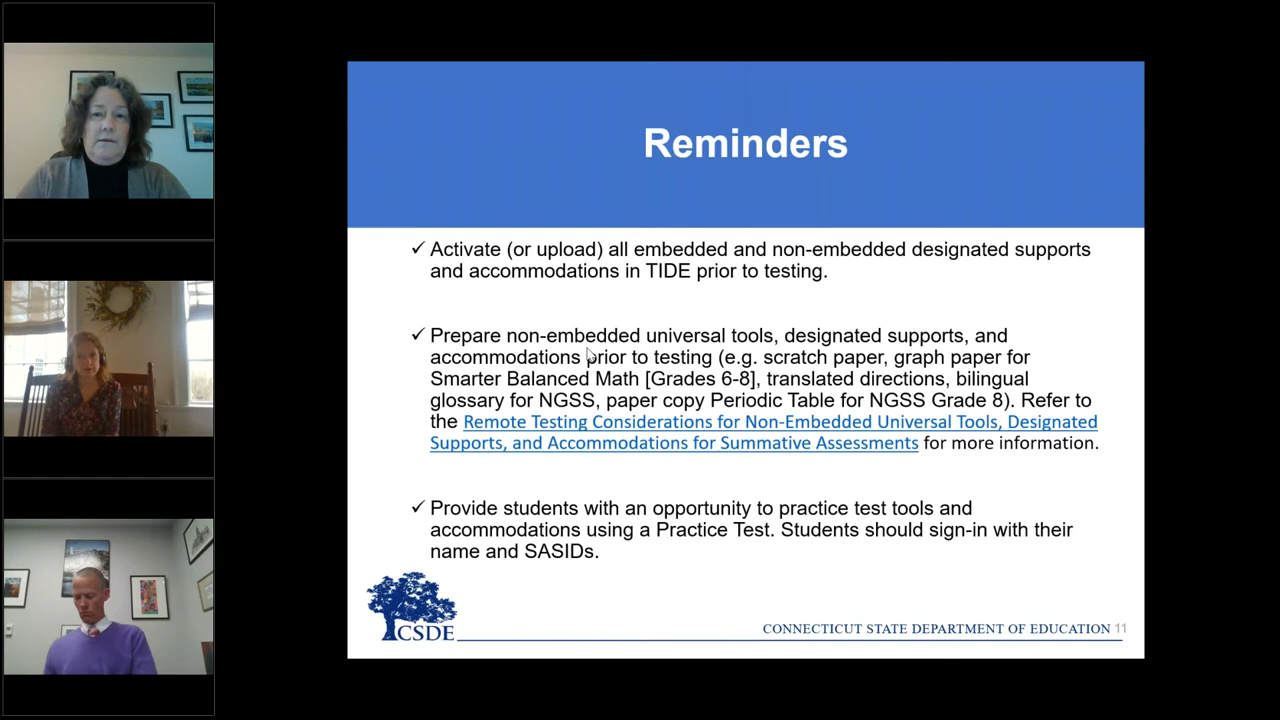 Reminders
✓ Activate (or upload) all embedded and non-embedded designated supports
and accommodations in TIDE prior to testing.
✓ Prepare non-embedded universal tools, designated supports, and
accommodations prior to testing (e.g. scratch paper, graph paper for
Smarter Balanced Math [Grades 6-8], translated directions, bilingual
glossary for NGSS, paper copy Periodic Table for NGSS Grade 8). Refer to
the Remote Testing Considerations for Non-Embedded Universal Tools, Designated
Supports, and Accommodations for Summative Assessments for more information.
✓ Provide students with an opportunity to practice test tools and
accommodations using a Practice Test. Students should sign-in with their
name and SASIDs.
CSDE
CONNECTICUT STATE DEPARTMENT OF EDUCATION 11